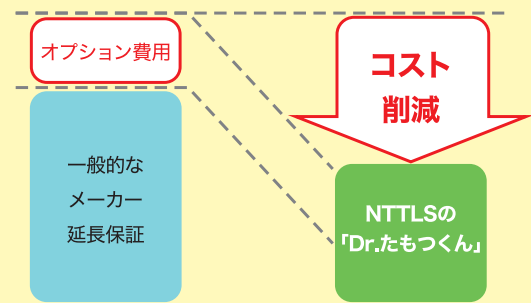 オプション費用
一般的な
メーカー
延長保証
コスト
削減
NTTLSの
「Dr.たもつくん」